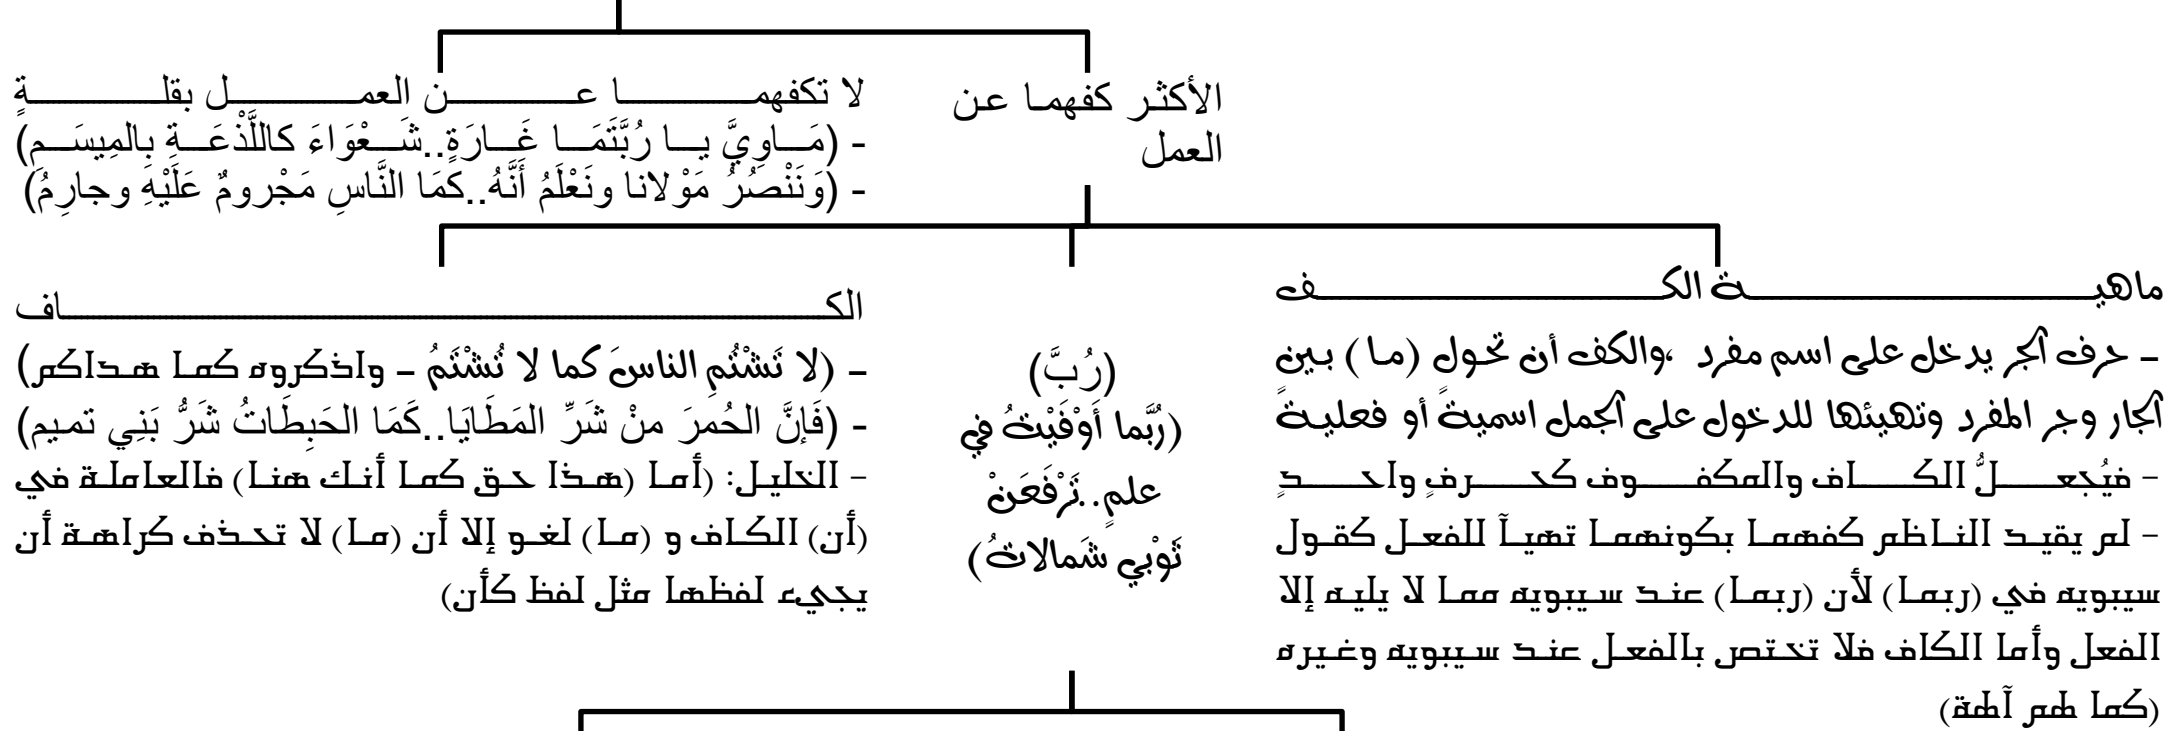 الأكثر كفهما عن
العمل
لا تكفهما عن العمل بقلةٍ
- (مَاوِيَّ يا رُبَّتَمَا غَارَةٍ..شَعْوَاءَ كاللَّذْعَةِ بِالمِيسَمِ)
- (وَنَنْصُرُ مَوْلانا ونَعْلَمُ أَنَّهُ..كَمَا النَّاسِ مَجْرومٌ عَلَيْهِ وجارِمُ)
ماهية الكف
- حرف الجر يدخل على اسم مفرد ،والكف أن تحول (ما) بين
الجار وجر المفرد وتهيئها للدخول على الجمل اسميةً أو فعليةً
- فيُجعلُ الكاف والمكفوف كحرفٍ واحدٍ
- لم يقيد الناظم كفهما بكونهما تهيآ للفعل كقول
سيبويه في (ربما) لأن (ربما) عند سيبويه مما لا يليه إلا
الفعل وأما الكاف فلا تختص بالفعل عند سيبويه وغيره
(كما لهم آلهة)
(رُبَّ)
(رُبَّما أَوْفَيْتُ في
علمٍ..تَرْفَعَنْ
ثَوْبي شَمالاتُ)
الكاف
- (لا تَشْتُمِ الناسَ كما لا تُشْتَمُ - واذكروه كما هداكم)
- (فَإِنَّ الحُمرَ منْ شَرِّ المَطَايَا..كَمَا الحَبِطَاتُ شَرُّ بَنِي تميم)
- الخليل: (أما (هذا حق كما أنك هنا) فالعاملة في
(أن) الكاف و (ما) لغو إلا أن (ما) لا تحذف كراهة أن
يجيء لفظها مثل لفظ كأن)